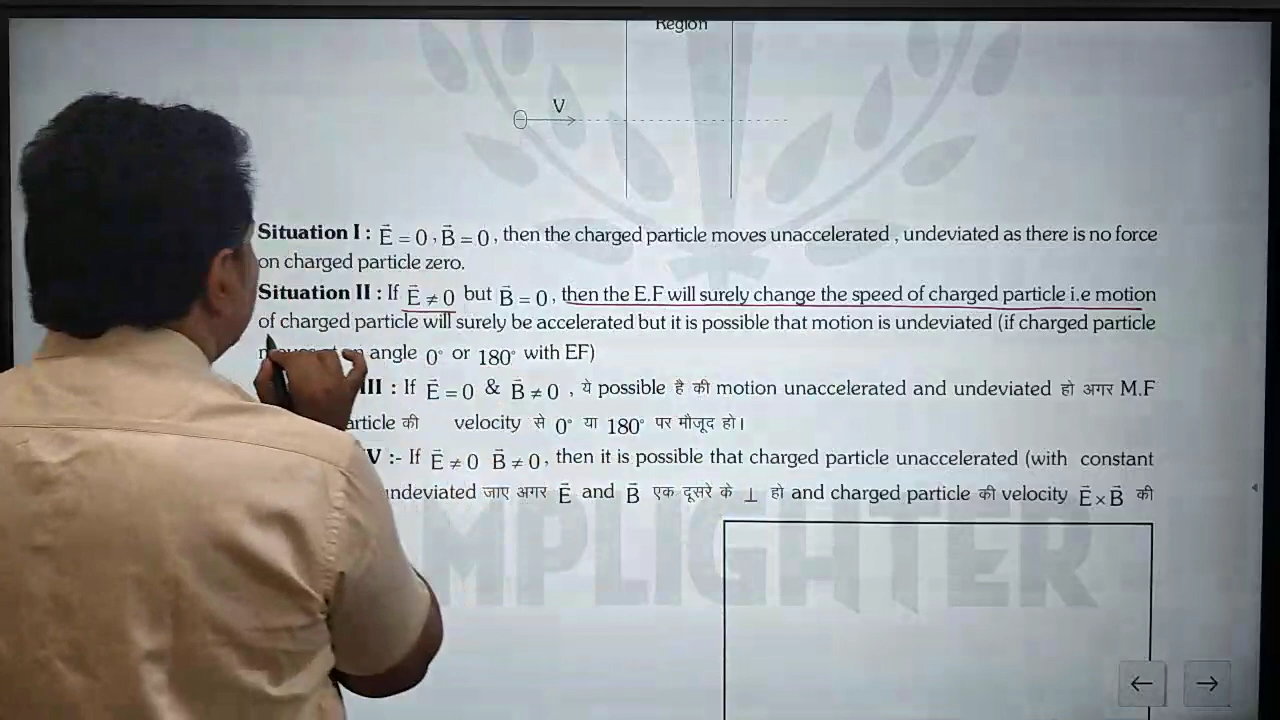 Region
V
Situation I : E⃗ = 0 , B⃗ = 0 , then the charged particle moves unaccelerated , undeviated as there is no force
on charged particle zero.
Situation II : If E⃗ ≠ 0 but B⃗ = 0 , then the E.F will surely change the speed of charged particle i.e motion
of charged particle will surely be accelerated but it is possible that motion is undeviated (if charged particle
angle 0° or 180° with EF)
III : If E⃗ = 0 & B⃗ ≠ 0 , ये possible है की motion unaccelerated and undeviated हो अगर M.F
article की velocity से 0° या 180° पर मौजूद हो।
V :- If E⃗ ≠ 0 B⃗ ≠ 0 , then it is possible that charged particle unaccelerated (with constant
undeviated जाए अगर E⃗ and B⃗ एक दूसरे के ⊥ हो and charged particle की velocity E⃗ × B⃗ की
MPLIGHTER